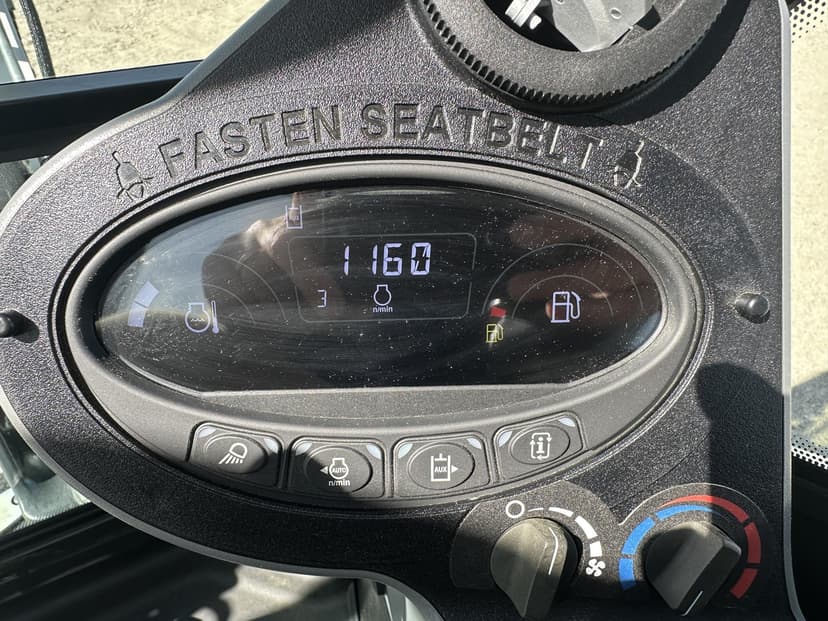 FASTEN SEATBELT
1160
3
n/min
AUTO
n/min
AUX